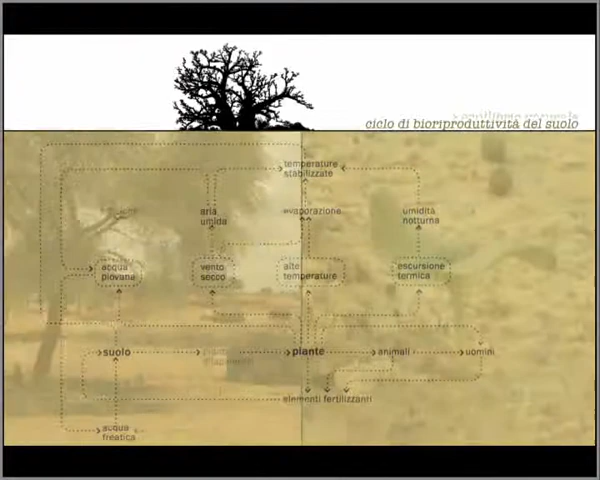 ciclo di bioriproduttività del suolo
temperature
stabilizzate
aria
umida
evaporazione
umidità
notturna
acqua
piovana
vento
secco
alte
temperature
escursione
termica
suolo
piante
animali
uomini
elementi fertilizzanti
acqua
freatica